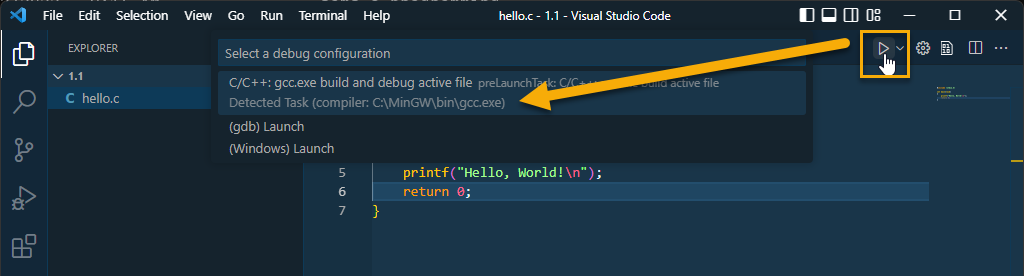 File Edit Selection View Go Run Terminal Help hello.c - 1.1 - Visual Studio Code
EXPLORER
1.1
C hello.c
Select a debug configuration
C/C++: gcc.exe build and debug active file preLaunchTask: C/C++ build active file
Detected Task (compiler: C:\MinGW\bin\gcc.exe)
(gdb) Launch
(Windows) Launch
5 printf("Hello, World!\n");
6 return 0;
7 }